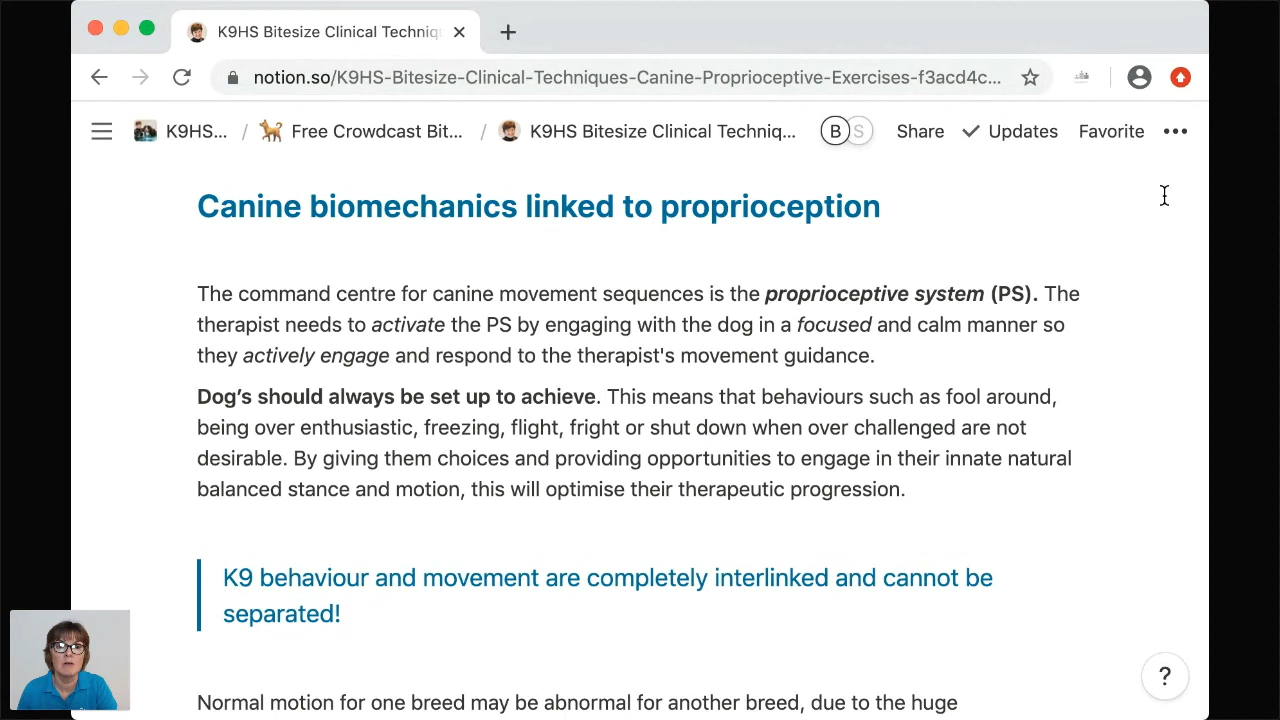 K9HS Bitesize Clinical Techniq
notion.so/K9HS-Bitesize-Clinical-Techniques-Canine-Proprioceptive-Exercises-f3acd4c...
K9HS... / Free Crowdcast Bit... / K9HS Bitesize Clinical Techniq... B S Share Updates Favorite •••
Canine biomechanics linked to proprioception
The command centre for canine movement sequences is the proprioceptive system (PS). The
therapist needs to activate the PS by engaging with the dog in a focused and calm manner so
they actively engage and respond to the therapist's movement guidance.
Dog’s should always be set up to achieve. This means that behaviours such as fool around,
being over enthusiastic, freezing, flight, fright or shut down when over challenged are not
desirable. By giving them choices and providing opportunities to engage in their innate natural
balanced stance and motion, this will optimise their therapeutic progression.
K9 behaviour and movement are completely interlinked and cannot be
separated!
?
Normal motion for one breed may be abnormal for another breed, due to the huge